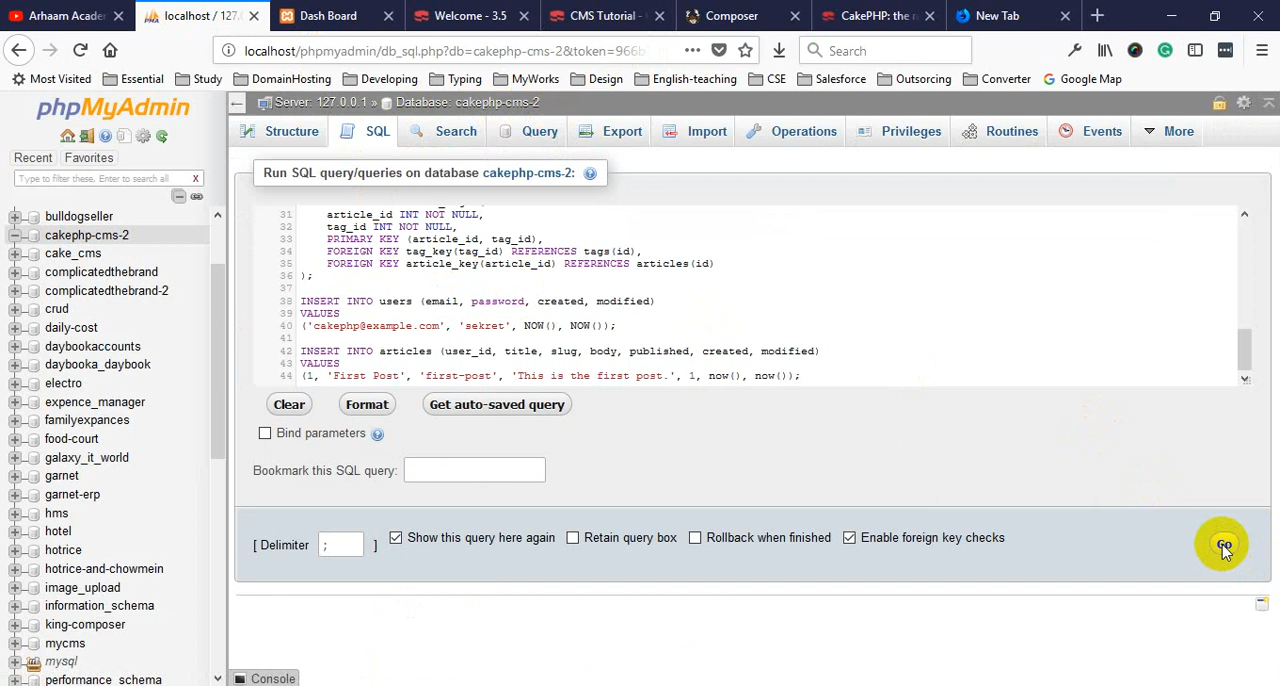 Arhaam Academy
localhost / 127.
Dash Board
Welcome - 3.5
CMS Tutorial -
Composer
CakePHP: the r
New Tab
localhost/phpmyadmin/db_sql.php?db=cakephp-cms-2&token=966b
Search
Most Visited
Essential
Study
DomainHosting
Developing
Typing
MyWorks
Design
English-teaching
CSE
Salesforce
Outsorcing
Converter
Google Map
phpMyAdmin
Recent
Favorites
Type to filter these, Enter to search all
X
bulldogseller
cakephp-cms-2
cake_cms
complicatedthebrand
complicatedthebrand-2
crud
daily-cost
daybookaccounts
daybooka_daybook
electro
expence_manager
familyexpances
food-court
galaxy_it_world
garnet
garnet-erp
hms
hotel
hotrice
hotrice-and-chowmein
image_upload
information_schema
king-composer
mycms
mysql
performance_schema
Server: 127.0.0.1 » Database: cakephp-cms-2
Structure
SQL
Search
Query
Export
Import
Operations
Privileges
Routines
Events
More
Run SQL query/queries on database cakephp-cms-2:
31 article_id INT NOT NULL,
32 tag_id INT NOT NULL,
33 PRIMARY KEY (article_id, tag_id),
34 FOREIGN KEY tag_key(tag_id) REFERENCES tags(id),
35 FOREIGN KEY article_key(article_id) REFERENCES articles(id)
36 );
37
38 INSERT INTO users (email, password, created, modified)
39 VALUES
40 ('cakephp@example.com', 'sekret', NOW(), NOW());
41
42 INSERT INTO articles (user_id, title, slug, body, published, created, modified)
43 VALUES
44 (1, 'First Post', 'first-post', 'This is the first post.', 1, now(), now());
Clear
Format
Get auto-saved query
Bind parameters
Bookmark this SQL query:
[ Delimiter ; ]
Show this query here again
Retain query box
Rollback when finished
Enable foreign key checks
Go
Console